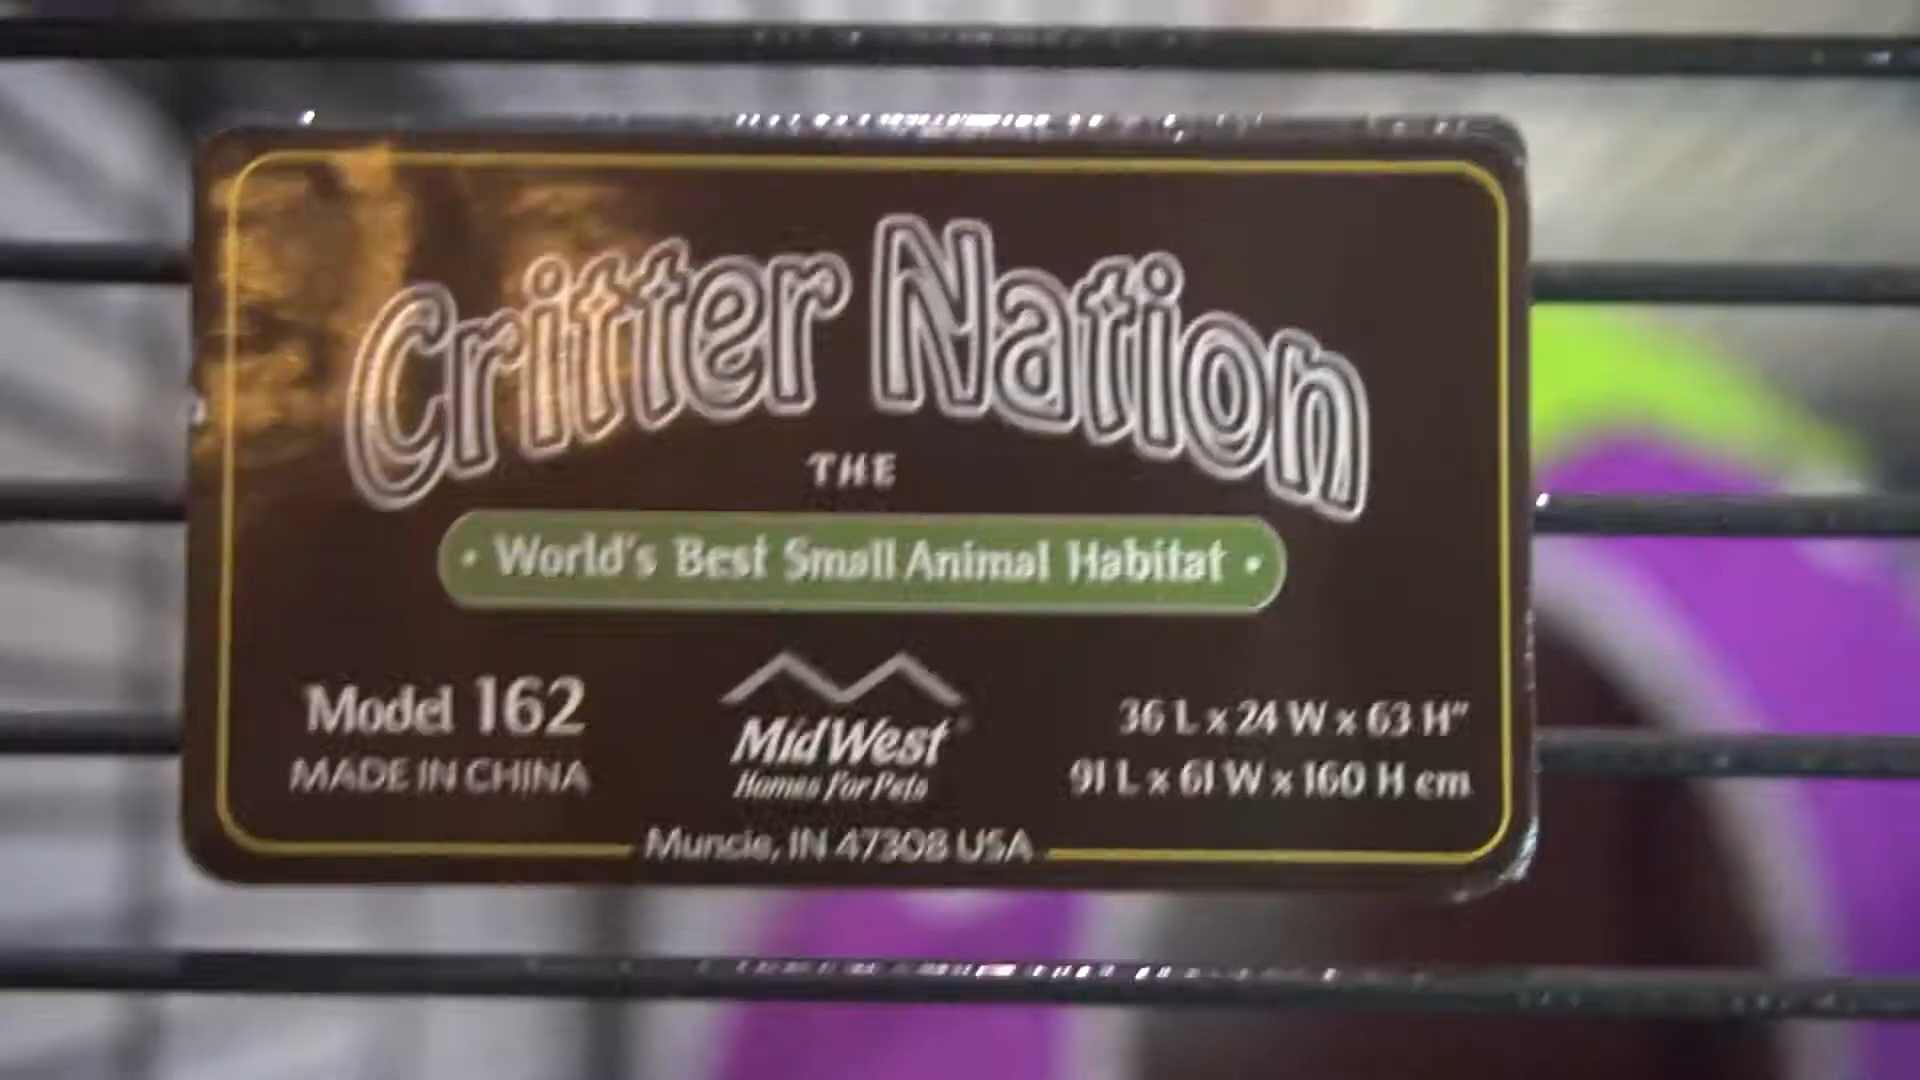 Critter Nation
THE
• World's Best Small Animal Habitat •
Model 162
MADE IN CHINA
MidWest
Homes For Pets
36 L x 24 W x 63 H"
91 L x 61 W x 160 H cm
Muncie, IN 47308 USA